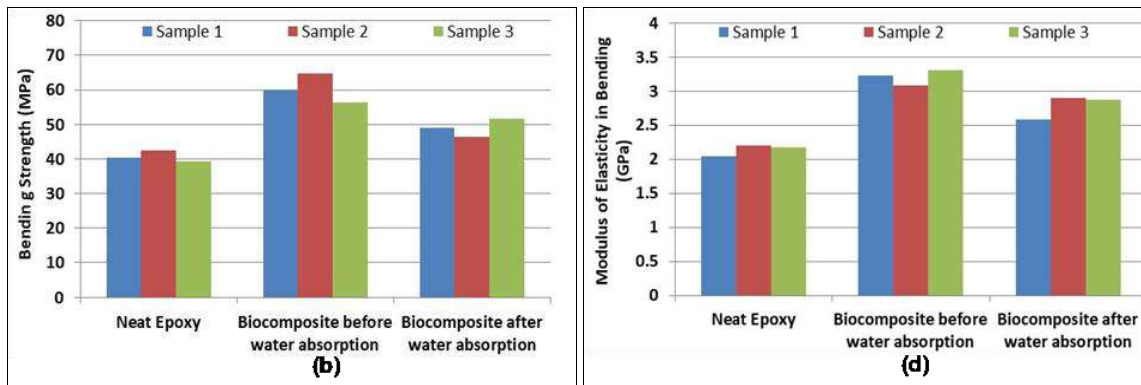 Bendin g Strength (MPa)
80
70
60
50
40
30
20
10
0
Sample 1 Sample 2 Sample 3
Neat Epoxy
Biocomposite before
water absorption
Biocomposite after
water absorption
(b)
Modulus of Elasticity in Bending
(GPa)
4
3.5
3
2.5
2
1.5
1
0.5
0
Sample 1 Sample 2 Sample 3
Neat Epoxy
Biocomposite before
water absorption
Biocomposite after
water absorption
(d)